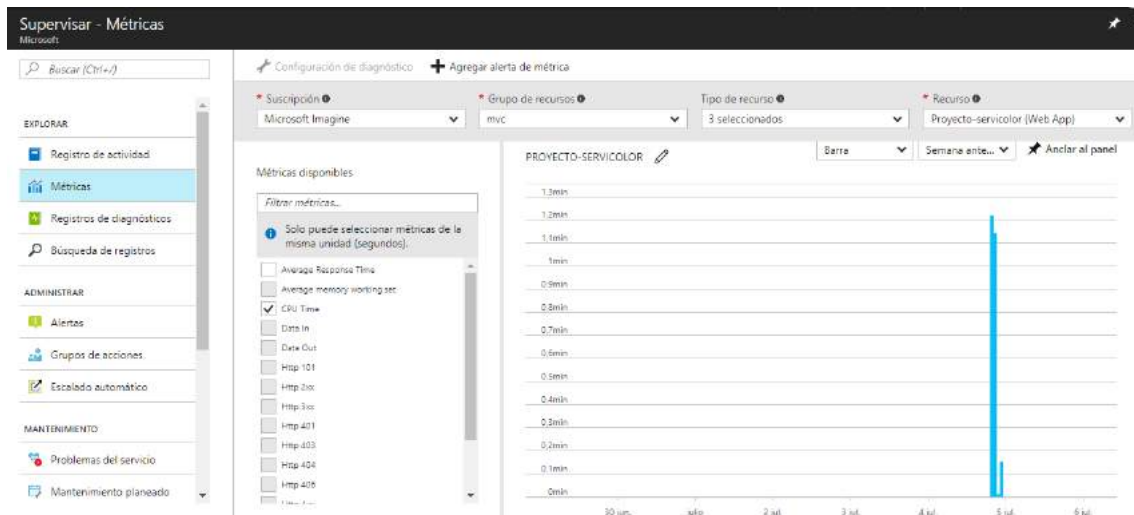 Supervisar - Métricas
Microsoft
Buscar (Ctrl+/)
Configuración de diagnóstico
Agregar alerta de métrica
* Suscripción
* Grupo de recursos
Tipo de recurso
* Recurso
Microsoft Imagine
mvc
3 seleccionados
Proyecto-servicolor (Web App)
EXPLORAR
Registro de actividad
Métricas
Registros de diagnósticos
Búsqueda de registros
ADMINISTRAR
Alertas
Grupos de acciones
Escalado automático
MANTENIMIENTO
Problemas del servicio
Mantenimiento planeado
Métricas disponibles
Filtrar métricas...
Solo puede seleccionar métricas de la
misma unidad (segundos).
Average Response Time
Average memory working set
CPU Time
Data In
Data Out
Http 101
Http 2xx
Http 3xx
Http 401
Http 403
Http 404
Http 406
PROYECTO-SERVICOLOR
Barra
Semana ante...
Anclar al panel
1.3min
1.2min
1.1min
1min
0.9min
0.8min
0.7min
0.6min
0.5min
0.4min
0.3min
0.2min
0.1min
0min
30 jun.
julio
2 jul.
3 jul.
4 jul.
5 jul.
6 jul.